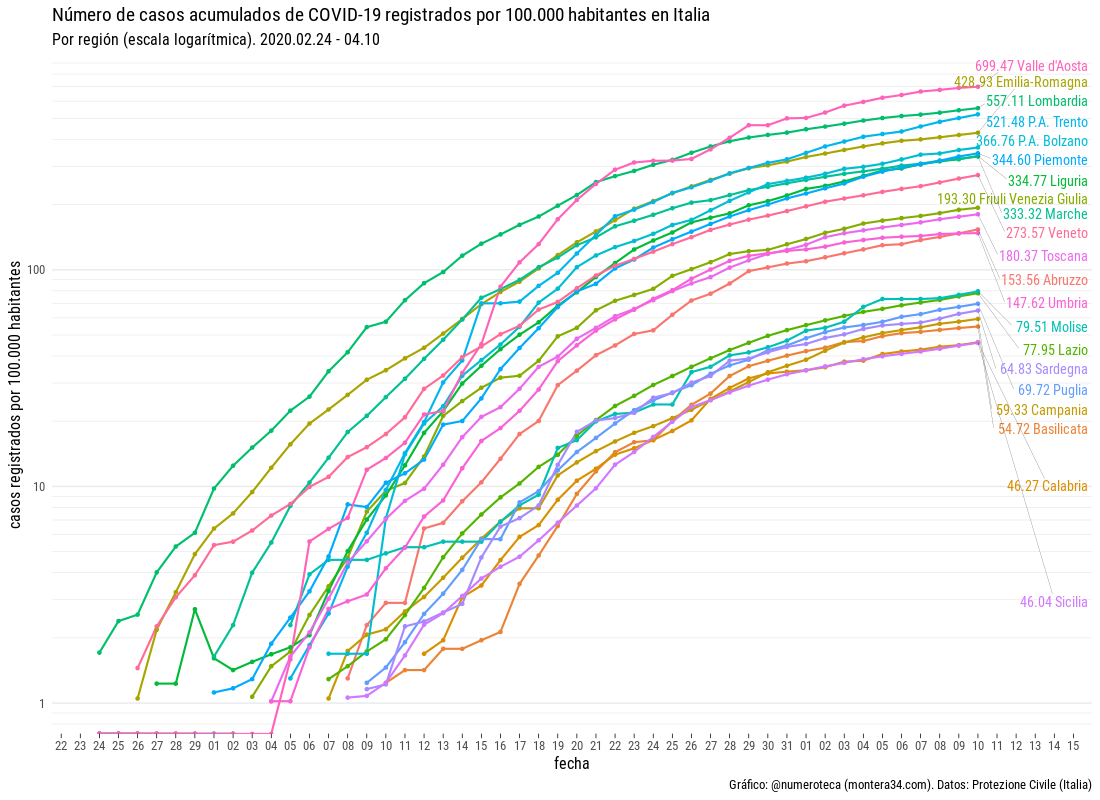 Número de casos acumulados de COVID-19 registrados por 100.000 habitantes en Italia
Por región (escala logarítmica). 2020.02.24 - 04.10
casos registrados por 100.000 habitantes
100
10
1
699.47 Valle d'Aosta
428.93 Emilia-Romagna
557.11 Lombardia
521.48 P.A. Trento
366.76 P.A. Bolzano
344.60 Piemonte
334.77 Liguria
193.30 Friuli Venezia Giulia
333.32 Marche
273.57 Veneto
180.37 Toscana
153.56 Abruzzo
147.62 Umbria
79.51 Molise
77.95 Lazio
64.83 Sardegna
69.72 Puglia
59.33 Campania
54.72 Basilicata
46.27 Calabria
46.04 Sicilia
22 23 24 25 26 27 28 29 01 02 03 04 05 06 07 08 09 10 11 12 13 14 15 16 17 18 19 20 21 22 23 24 25 26 27 28 29 30 31 01 02 03 04 05 06 07 08 09 10 11 12 13 14 15
fecha
Gráfico: @numeroteca (montera34.com). Datos: Protezione Civile (Italia)